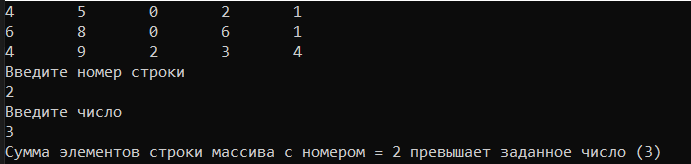 4 5 0 2 1
6 8 0 6 1
4 9 2 3 4
Введите номер строки
2
Введите число
3
Сумма элементов строки массива с номером = 2 превышает заданное число (3)